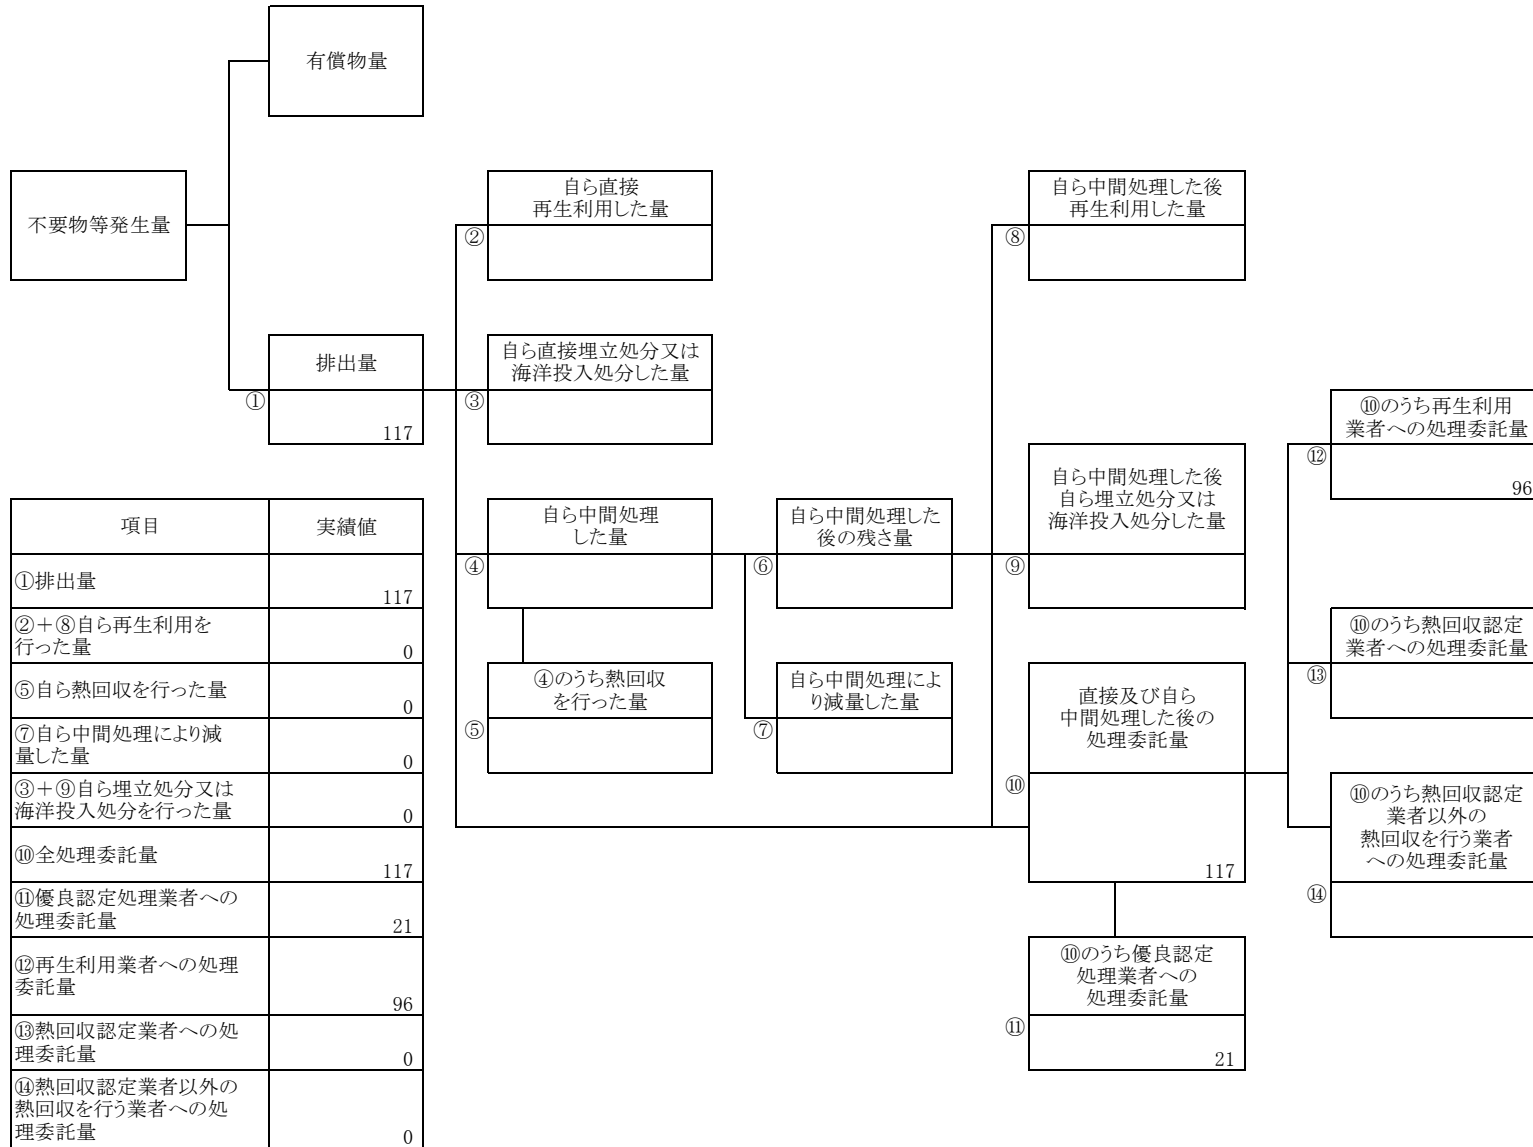 有償物量
不要物等発生量
自ら直接
再生利用した量
②
自ら中間処理した後
再生利用した量
⑧
排出量
①
117
自ら直接埋立処分又は
海洋投入処分した量
③
⑩のうち再生利用
業者への処理委託量
⑫
96
自ら中間処理
した量
④
自ら中間処理した
後の残さ量
⑥
自ら中間処理した後
自ら埋立処分又は
海洋投入処分した量
⑨
⑩のうち熱回収認定
業者への処理委託量
⑬
④のうち熱回収
を行った量
⑤
自ら中間処理によ
り減量した量
⑦
直接及び自ら
中間処理した後の
処理委託量
⑩
117
⑩のうち熱回収認定
業者以外の
熱回収を行う業者
への処理委託量
⑭
⑩のうち優良認定
処理業者への
処理委託量
⑪
21
項目 実績値
①排出量
117
②+⑧自ら再生利用を
行った量 0
⑤自ら熱回収を行った量
0
⑦自ら中間処理により減
量した量 0
③+⑨自ら埋立処分又は
海洋投入処分を行った量 0
⑩全処理委託量
117
⑪優良認定処理業者への
処理委託量 21
⑫再生利用業者への処理
委託量
96
⑬熱回収認定業者への処
理委託量 0
⑭熱回収認定業者以外の
熱回収を行う業者への処
理委託量 0